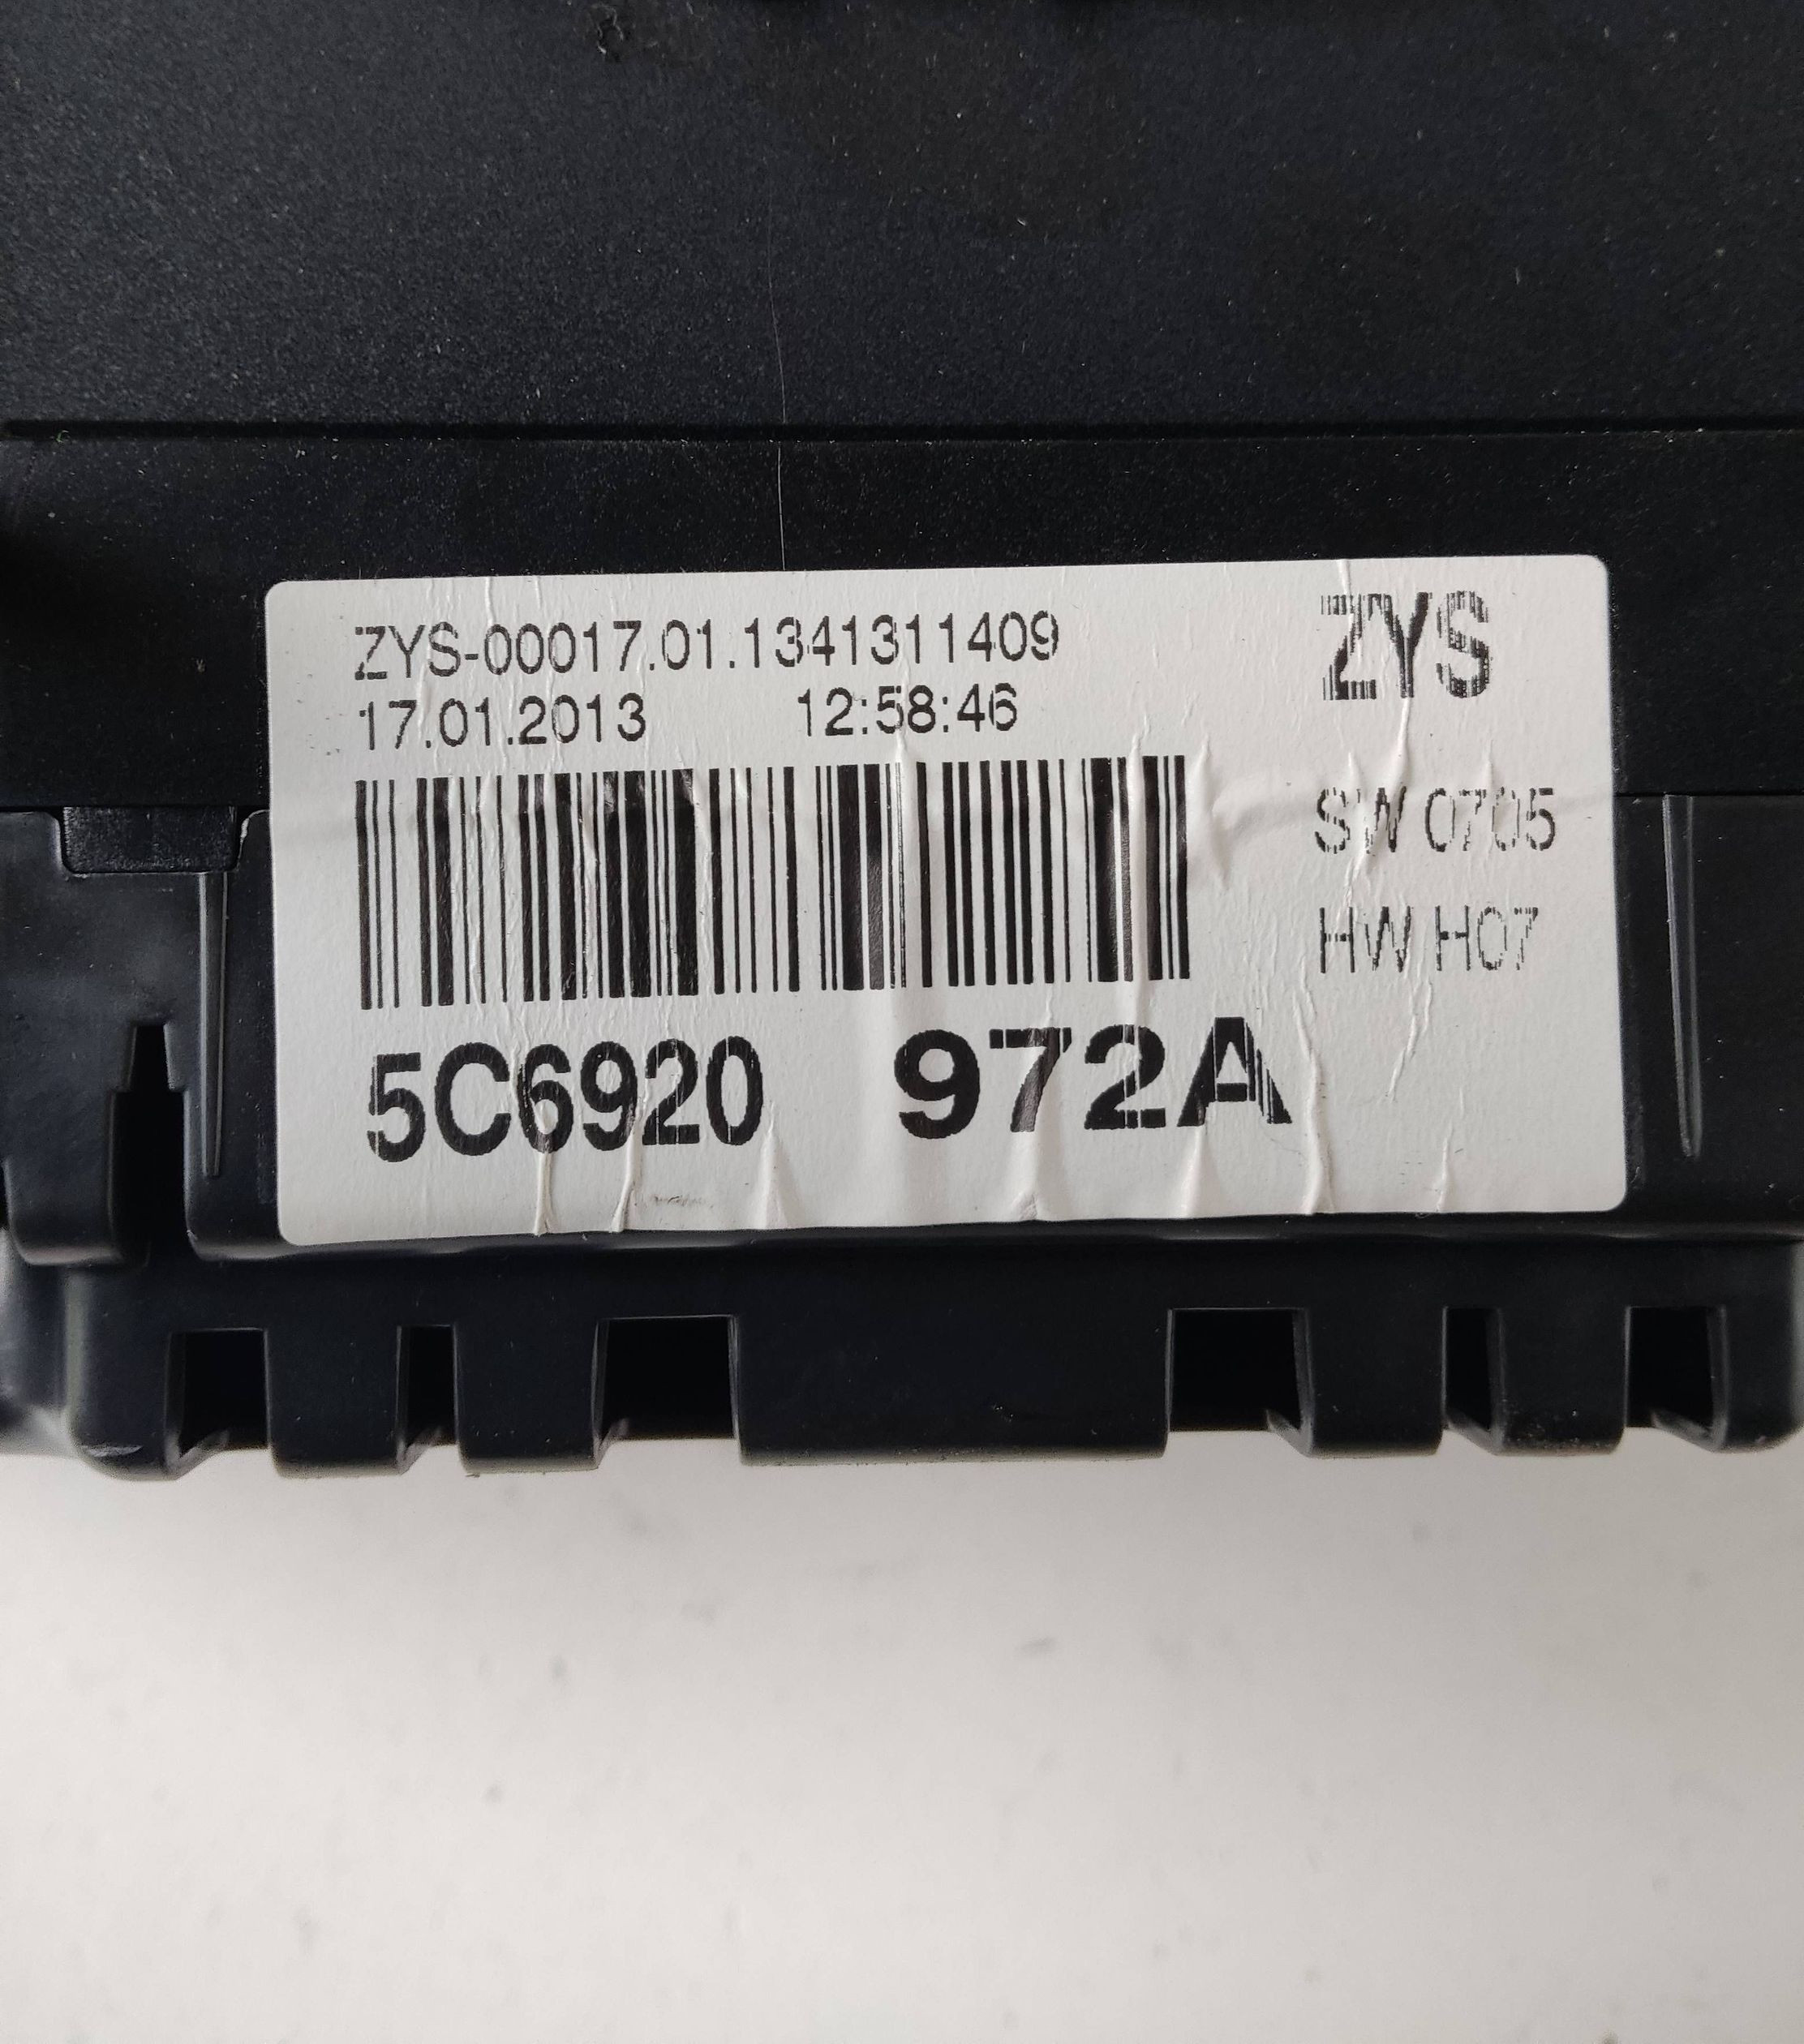 ZYS-00017.01.1341311409
ZYS
17.01.2013 12:58:46
SW 0705
HW H07
5C6920 972A